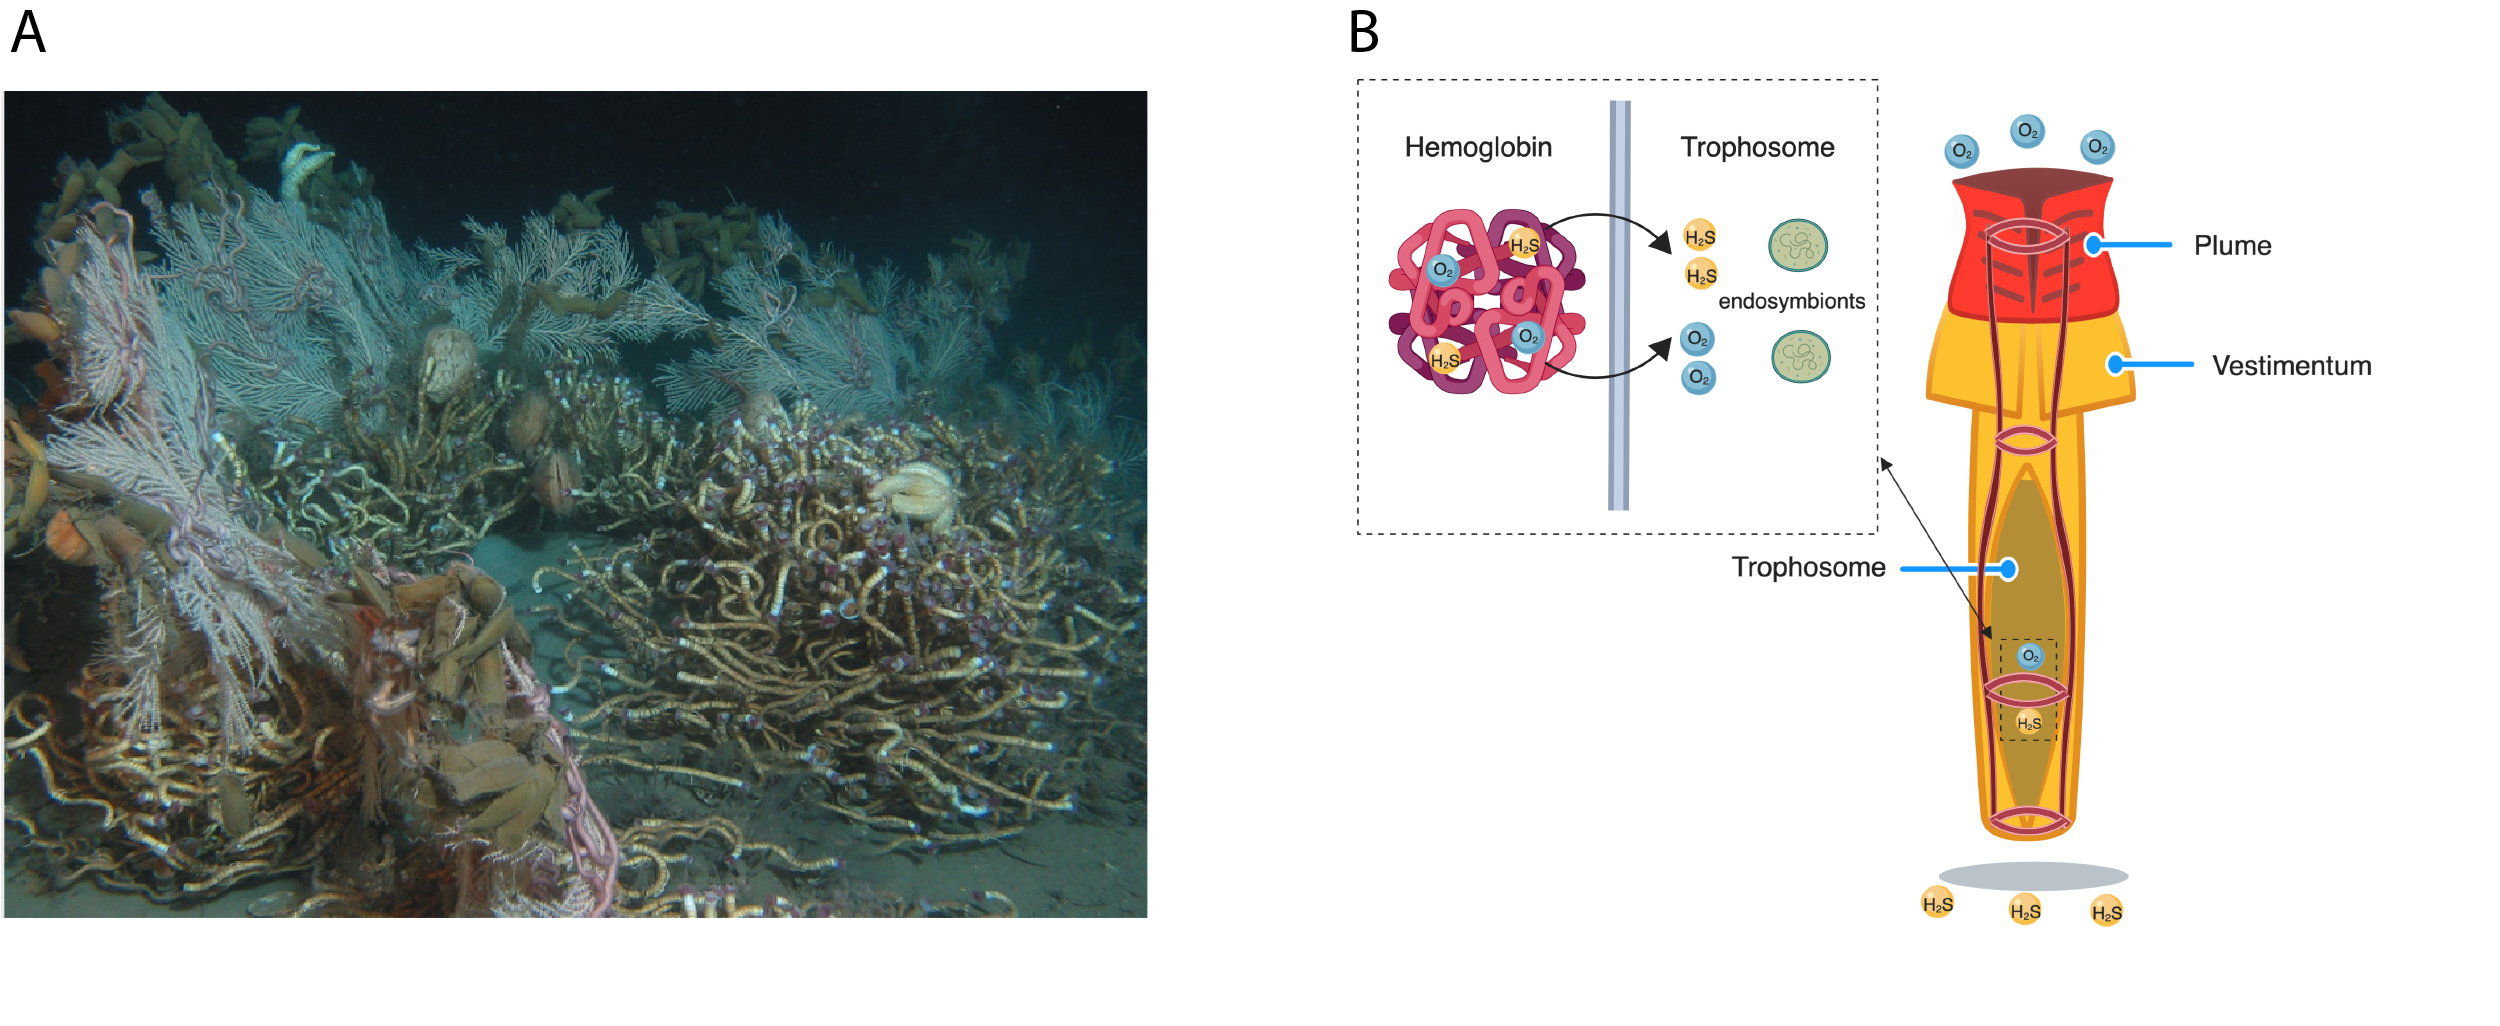 A
B
Hemoglobin
Trophosome
O₂
O₂
O₂
H₂S
O₂
H₂S
O₂
H₂S
H₂S
endosymbionts
O₂
O₂
Plume
Vestimentum
Trophosome
O₂
H₂S
H₂S
H₂S
H₂S